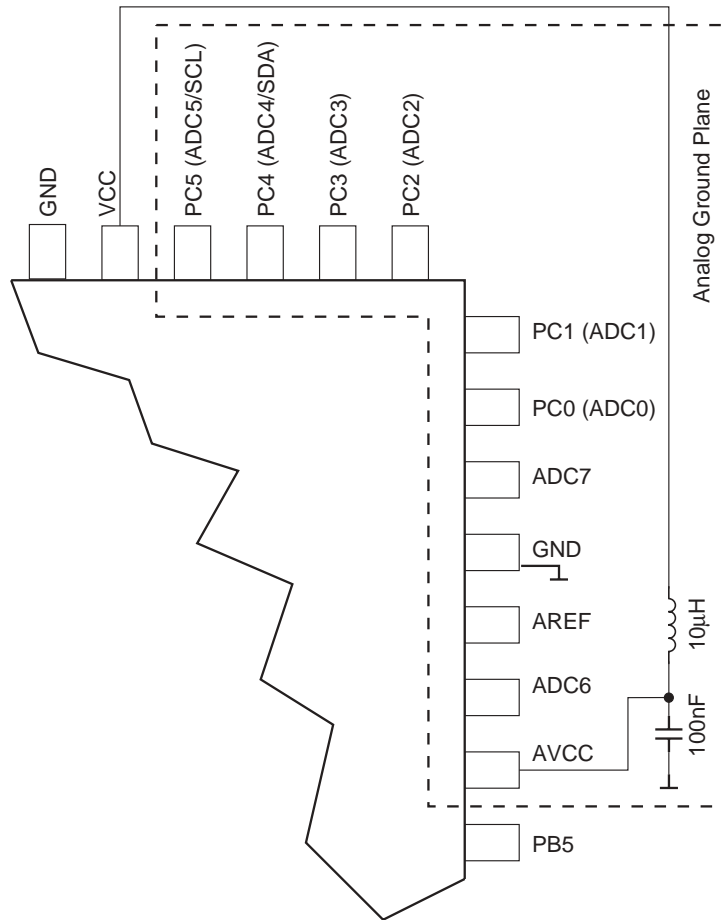 GND
VCC
PC5 (ADC5/SCL)
PC4 (ADC4/SDA)
PC3 (ADC3)
PC2 (ADC2)
Analog Ground Plane
PC1 (ADC1)
PC0 (ADC0)
ADC7
GND
AREF
ADC6
AVCC
PB5
10μH
100nF